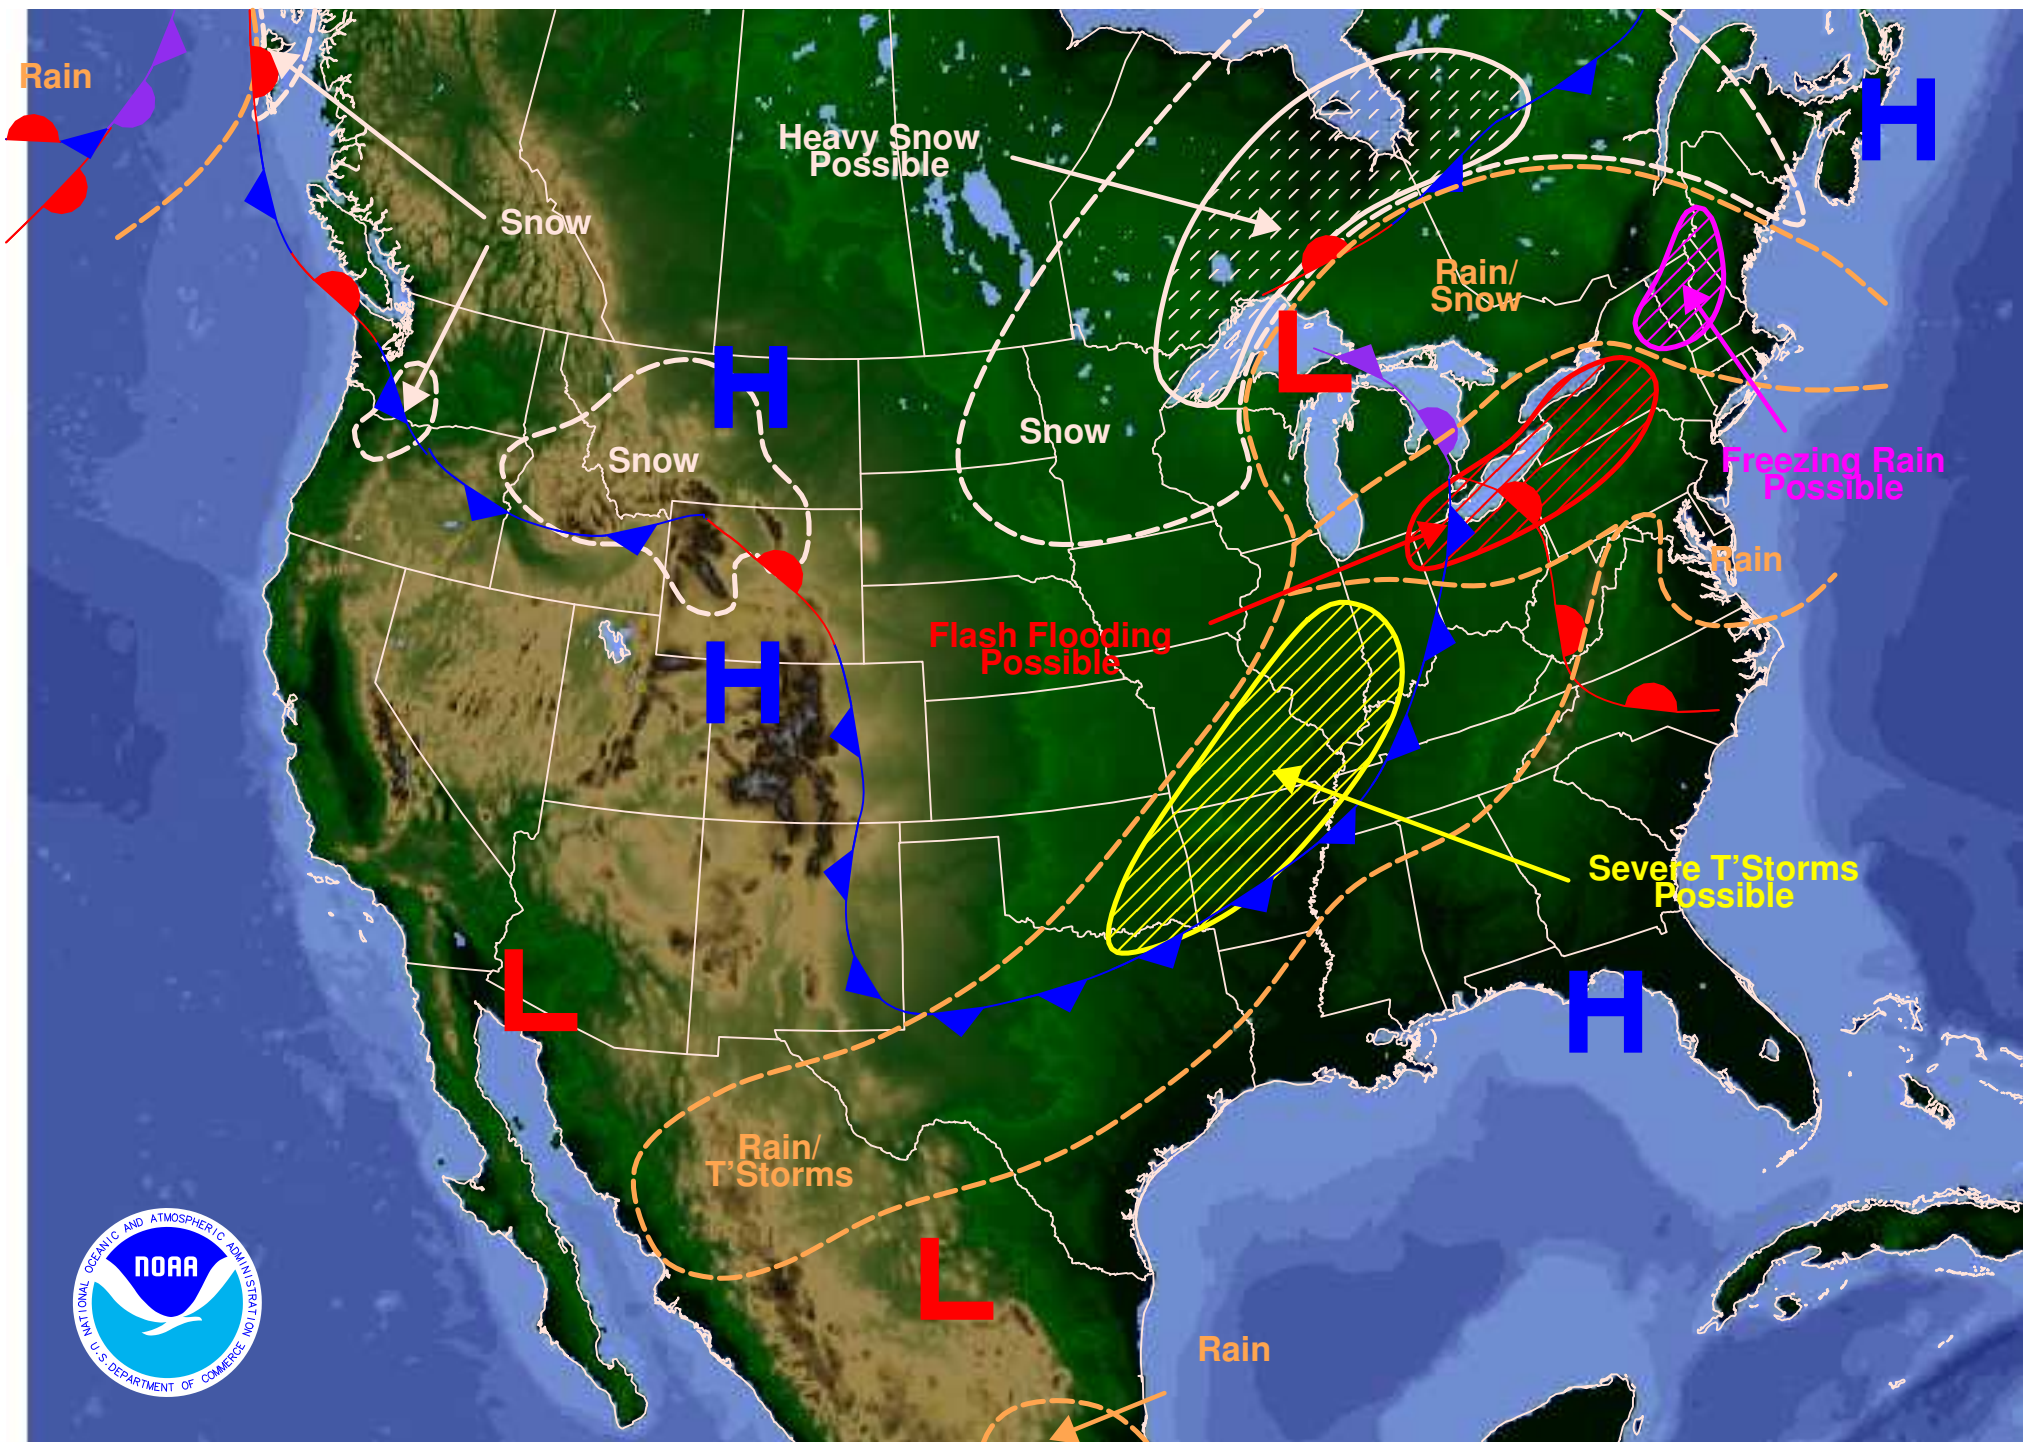 Rain
Heavy Snow
Possible
H
Snow
Rain/
Snow
L
H
Snow
Snow
Freezing Rain
Possible
Rain
Flash Flooding
Possible
H
Severe T'Storms
Possible
L
H
Rain/
T'Storms
L
Rain
NATIONAL OCEANIC AND ATMOSPHERIC ADMINISTRATION
NOAA
U.S. DEPARTMENT OF COMMERCE